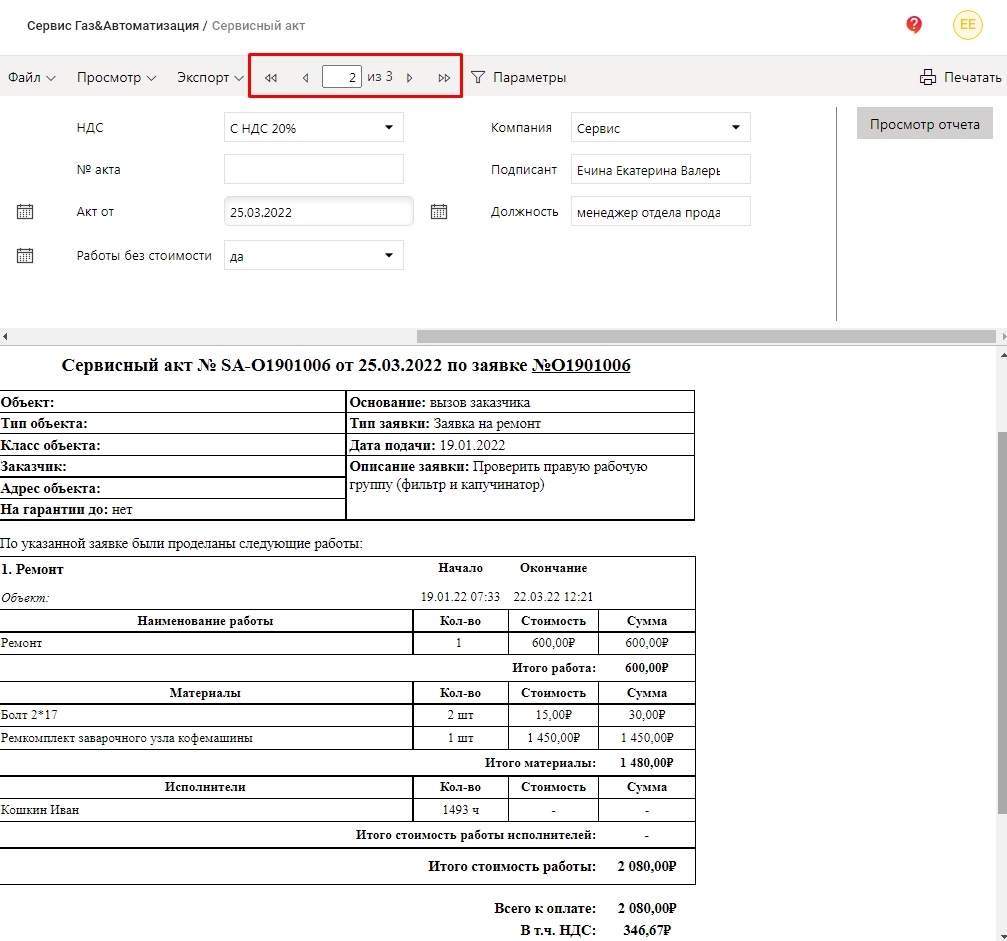 Сервис Газ&Автоматизация / Сервисный акт
? ЕЕ
Файл Просмотр Экспорт 2 из 3 Параметры Печатать
НДС С НДС 20% Компания Сервис Просмотр отчета
№ акта Подписант Ечина Екатерина Валерь
Акт от 25.03.2022 Должность менеджер отдела прода
Работы без стоимости да
Сервисный акт № SA-O1901006 от 25.03.2022 по заявке №O1901006
Объект: Основание: вызов заказчика
Тип объекта: Тип заявки: Заявка на ремонт
Класс объекта: Дата подачи: 19.01.2022
Заказчик: Описание заявки: Проверить правую рабочую
группу (фильтр и капучинатор)
Адрес объекта:
На гарантии до: нет
По указанной заявке были проделаны следующие работы:
1. Ремонт Начало Окончание
Объект: 19.01.22 07:33 22.03.22 12:21
Наименование работы Кол-во Стоимость Сумма
Ремонт 1 600,00₽ 600,00₽
Итого работа: 600,00₽
Материалы Кол-во Стоимость Сумма
Болт 2*17 2 шт 15,00₽ 30,00₽
Ремкомплект заварочного узла кофемашины 1 шт 1 450,00₽ 1 450,00₽
Итого материалы: 1 480,00₽
Исполнители Кол-во Стоимость Сумма
Кошкин Иван 1493 ч - -
Итого стоимость работы исполнителей: -
Итого стоимость работы: 2 080,00₽
Всего к оплате: 2 080,00₽
В т.ч. НДС: 346,67₽